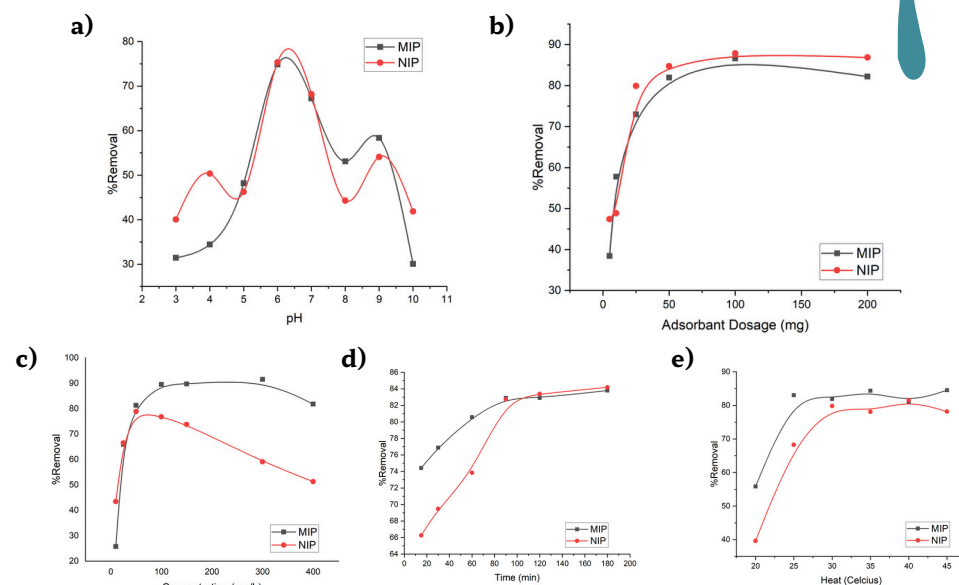 a)
80
70
60
50
40
30
%Removal
MIP
NIP
2 3 4 5 6 7 8 9 10 11
pH
b)
90
80
70
60
50
40
30
%Removal
MIP
NIP
0 50 100 150 200
Adsorbant Dosage (mg)
c)
100
90
80
70
60
50
40
30
20
%Removal
MIP
NIP
0 100 200 300 400
d)
86
84
82
80
78
76
74
72
70
68
66
64
%Removal
MIP
NIP
0 20 40 60 80 100 120 140 160 180 200
Time (min)
e)
90
80
70
60
50
40
%Removal
MIP
NIP
20 25 30 35 40 45
Heat (Celcius)